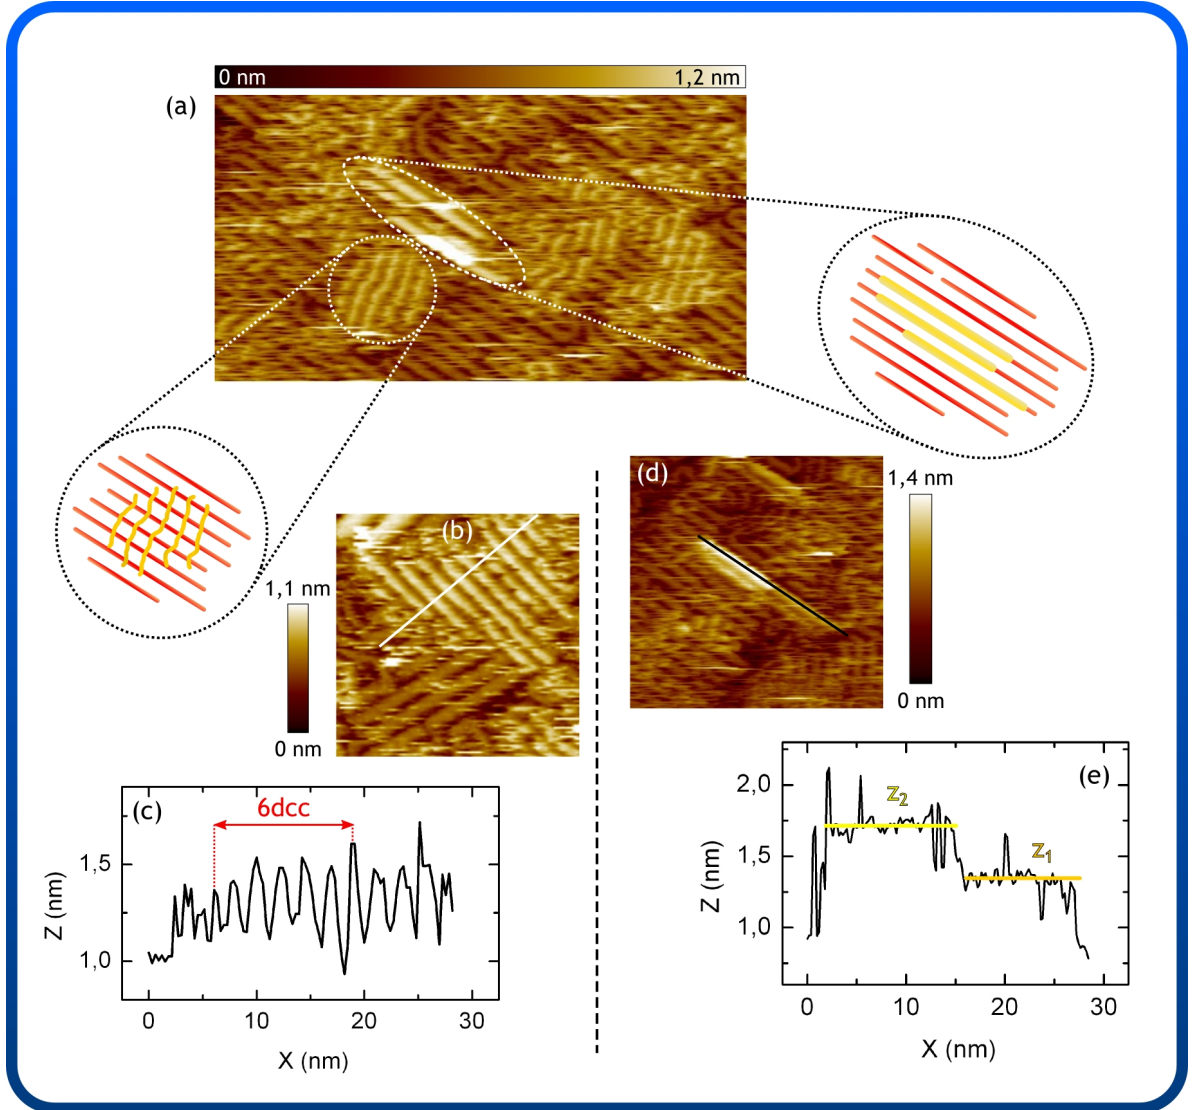 0 nm 1,2 nm
(a)
(b)
1,1 nm
0 nm
(d)
1,4 nm
0 nm
(c)
6dcc
1,5
1,0
Z (nm)
0 10 20 30
X (nm)
(e)
z2
z1
2,0
1,5
1,0
Z (nm)
0 10 20 30
X (nm)